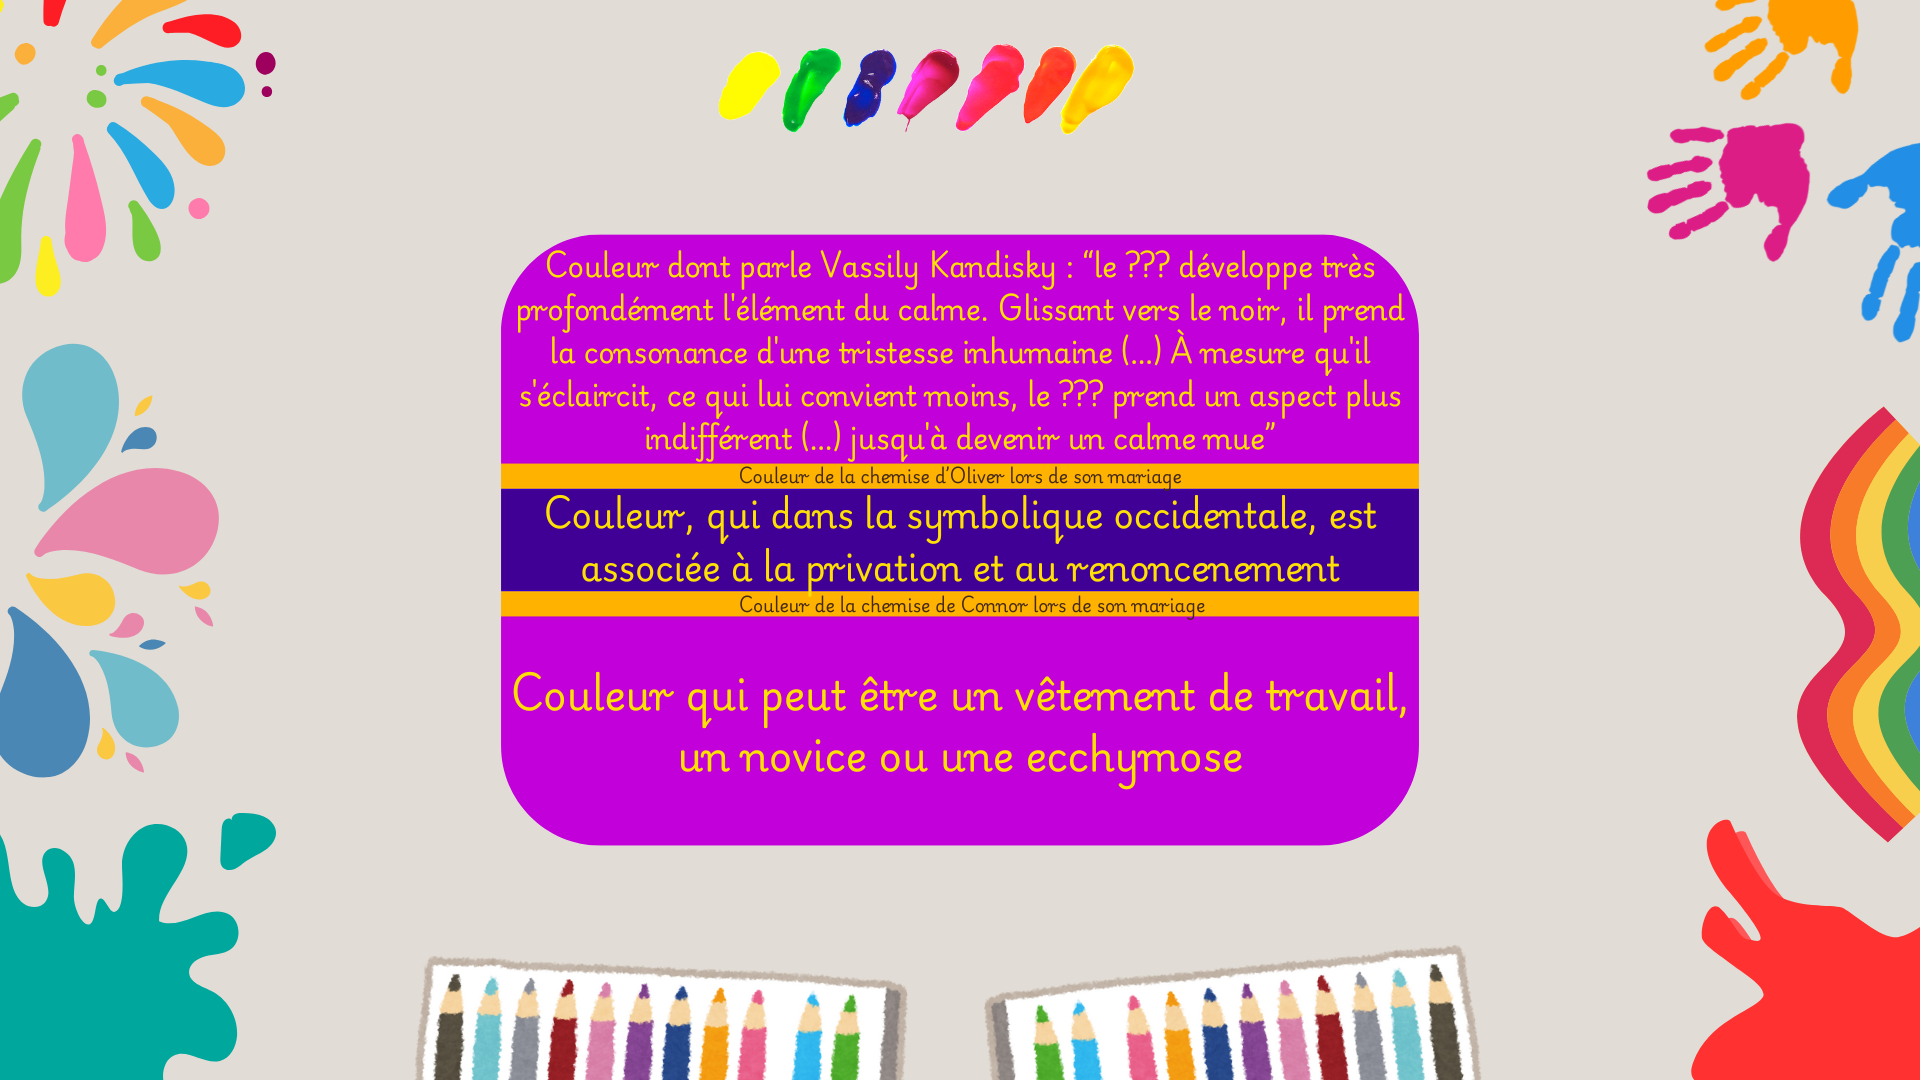 Couleur dont parle Vassily Kandisky : “le ??? développe très
profondément l'élément du calme. Glissant vers le noir, il prend
la consonance d'une tristesse inhumaine (...) À mesure qu'il
s'éclaircit, ce qui lui convient moins, le ??? prend un aspect plus
indifférent (...) jusqu'à devenir un calme mue”
Couleur de la chemise d’Oliver lors de son mariage
Couleur, qui dans la symbolique occidentale, est
associée à la privation et au renoncenement
Couleur de la chemise de Connor lors de son mariage
Couleur qui peut être un vêtement de travail,
un novice ou une ecchymose